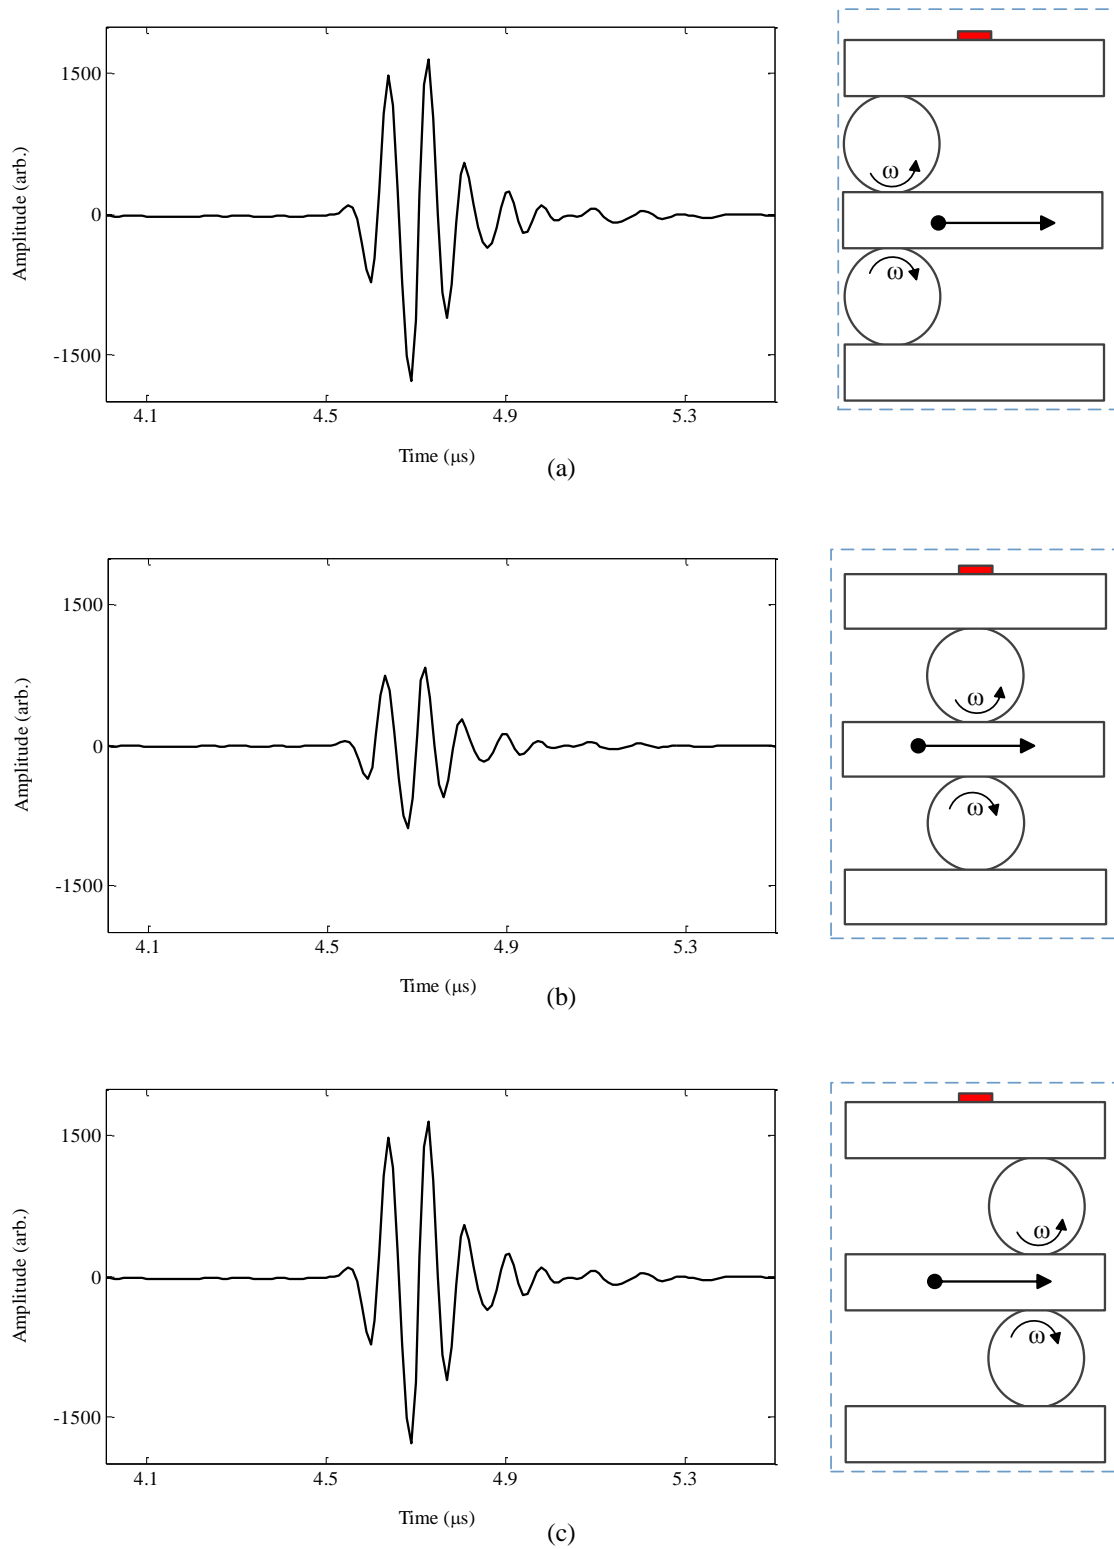 Amplitude (arb.)
1500
0
-1500
4.1 4.5 4.9 5.3
Time (μs)
ω
ω
(a)
Amplitude (arb.)
1500
0
-1500
4.1 4.5 4.9 5.3
Time (μs)
ω
ω
(b)
Amplitude (arb.)
1500
0
-1500
4.1 4.5 4.9 5.3
Time (μs)
ω
ω
(c)